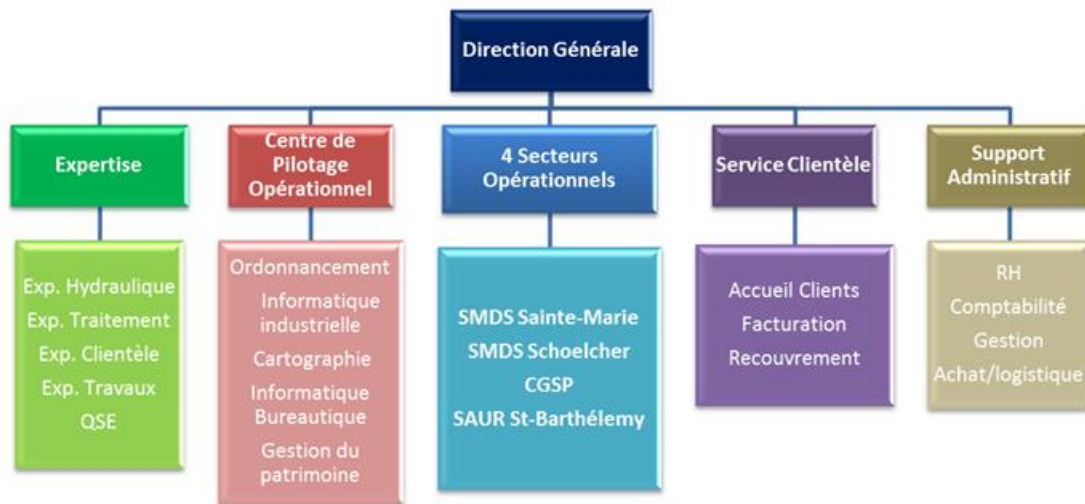 Direction Générale
Expertise
Centre de
Pilotage
Opérationnel
4 Secteurs
Opérationnels
Service Clientèle
Support
Administratif
Exp. Hydraulique
Exp. Traitement
Exp. Clientèle
Exp. Travaux
QSE
Ordonnancement
Informatique
industrielle
Cartographie
Informatique
Bureautique
Gestion du
patrimoine
SMDS Sainte-Marie
SMDS Schoelcher
CGSP
SAUR St-Barthélemy
Accueil Clients
Facturation
Recouvrement
RH
Comptabilité
Gestion
Achat/logistique